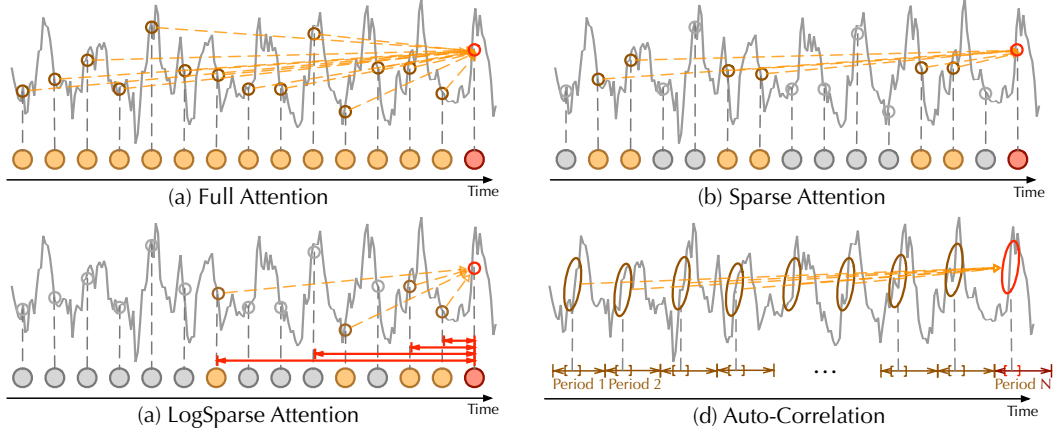 Time
(a) Full Attention
Time
(b) Sparse Attention
Time
(a) LogSparse Attention
Period 1 Period 2 ... Period N
Time
(d) Auto-Correlation